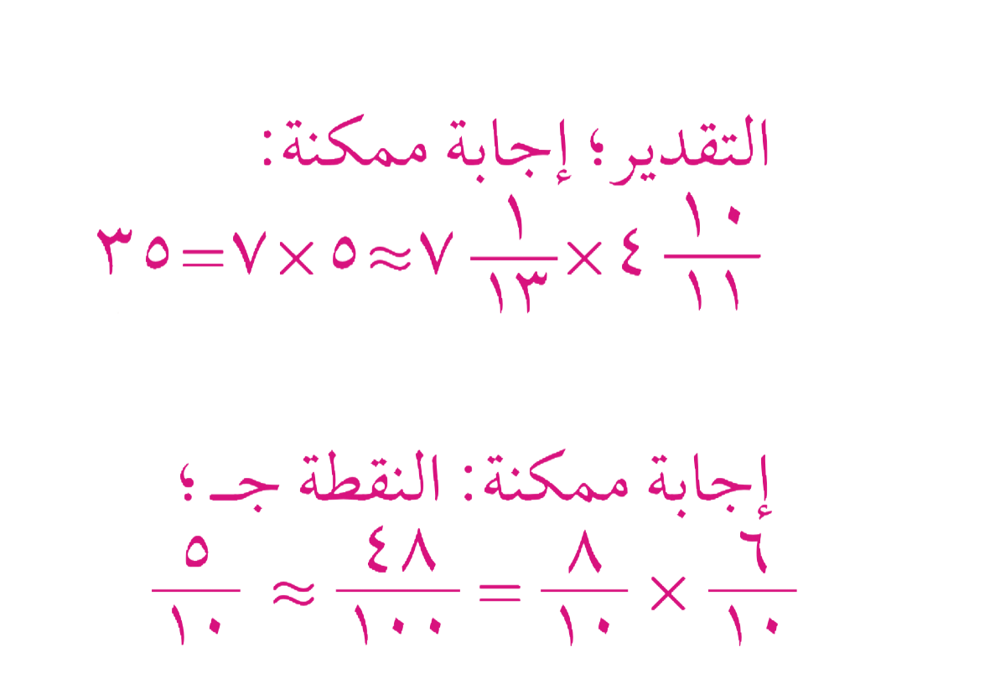 التقدير؛ إجابة ممكنة:
١٠/١١ ٤ × ١/١٣ ٧ ≈ ٥ × ٧ = ٣٥
إجابة ممكنة: النقطة جـ ؛
٦/١٠ × ٨/١٠ = ٤٨/١٠٠ ≈ ٥/١٠